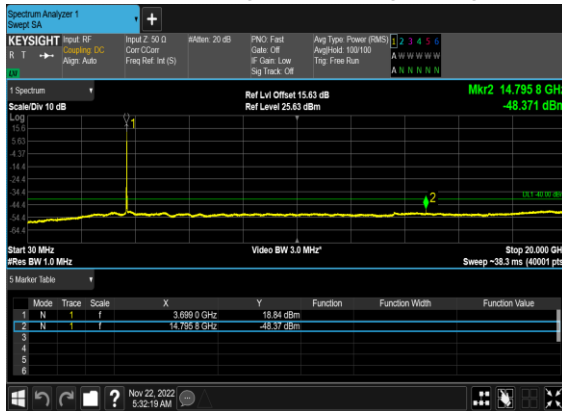 Spectrum Analyzer 1
Swept SA
KEYSIGHT
R T
Input: RF
Coupling: DC
Align: Auto
Input Z: 50 Ω
Corr CCorr
Freq Ref: Int (S)
#Atten: 20 dB
PNO: Fast
Gate: Off
IF Gain: Low
Sig Track: Off
Avg Type: Power (RMS)
Avg|Hold: 100/100
Trig: Free Run
1 2 3 4 5 6
A W W W W W
A N N N N N
1 Spectrum
Scale/Div 10 dB
Ref Lvl Offset 15.63 dB
Ref Level 25.63 dBm
Mkr2 14.795 8 GHz
-48.371 dBm
Log
15.6
5.63
-4.37
-14.4
-24.4
-34.4
-44.4
-54.4
-64.4
1
2
Start 30 MHz
#Res BW 1.0 MHz
Video BW 3.0 MHz*
Stop 20.000 GH
Sweep ~38.3 ms (40001 pts
5 Marker Table
Mode Trace Scale X Y Function Function Width Function Value
1 N 1 f 3.699 0 GHz 18.84 dBm
2 N 1 f 14.795 8 GHz -48.37 dBm
3
4
5
6
Nov 22, 2022
5:32:19 AM